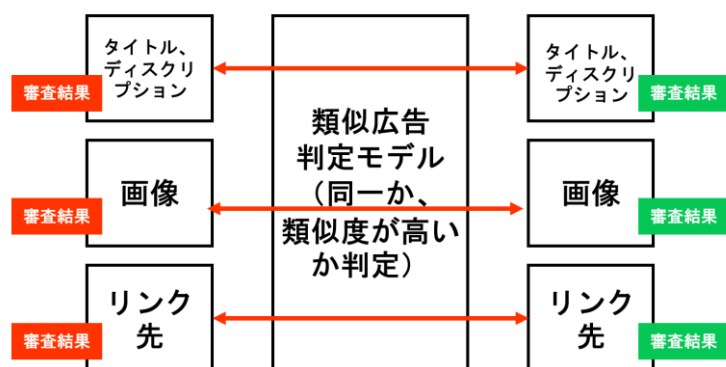 タイトル、
ディスクリ
プション
審査結果
画像
審査結果
リンク
先
審査結果
類似広告
判定モデル
（同一か、
類似度が高い
か判定）
タイトル、
ディスクリ
プション
審査結果
画像
審査結果
リンク
先
審査結果